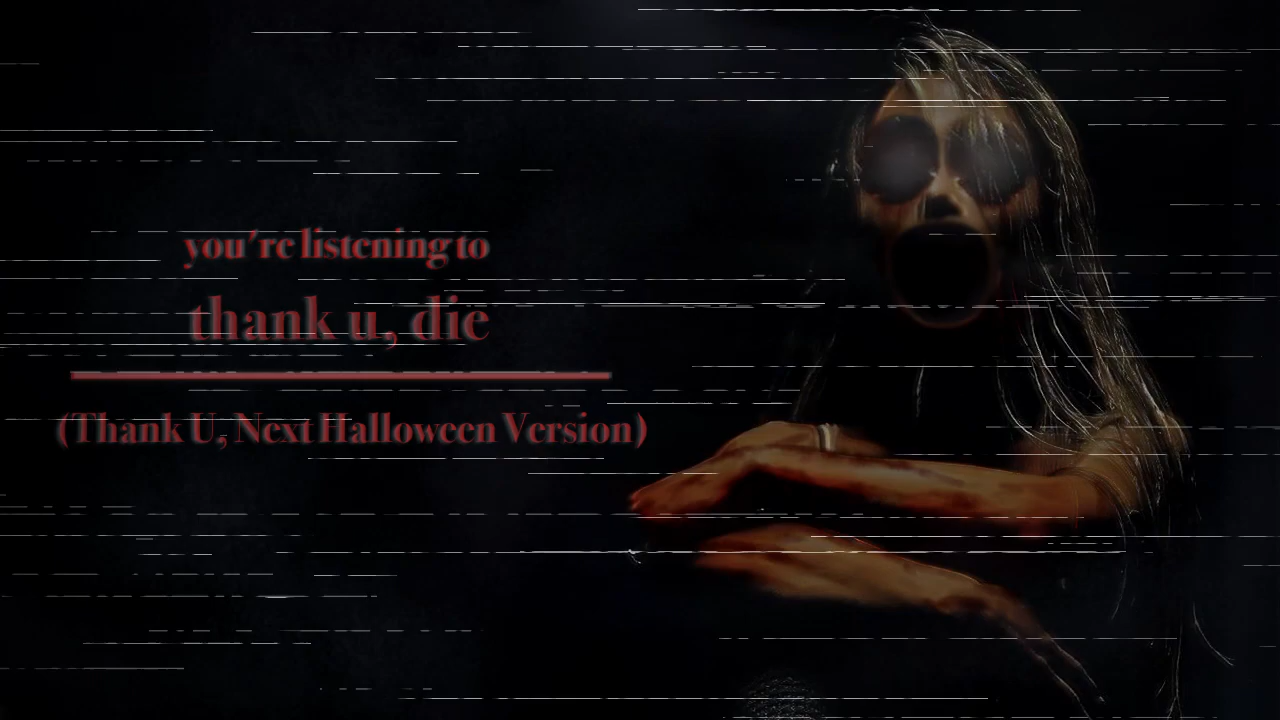 you're listening to
thank u, die
(Thank U, Next Halloween Version)